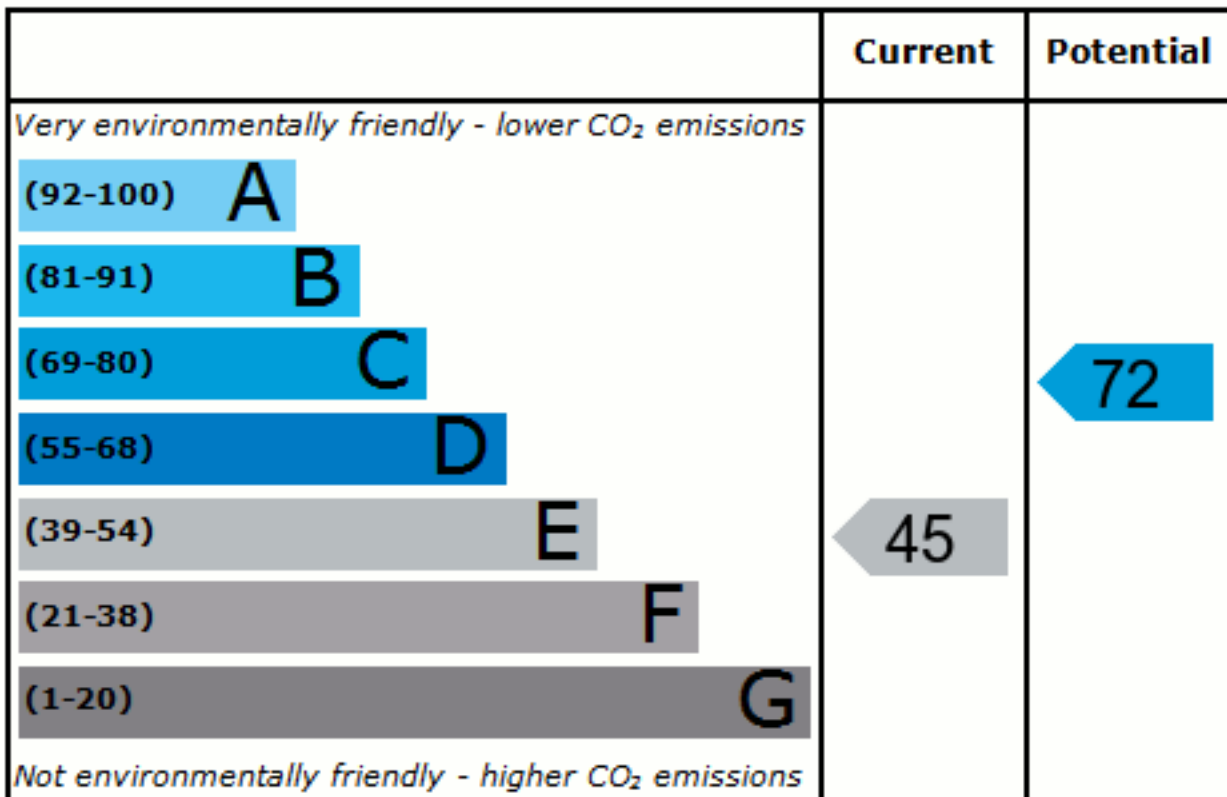 Current Potential
Very environmentally friendly - lower CO₂ emissions
(92-100) A
(81-91) B
(69-80) C
72
(55-68) D
(39-54) E
45
(21-38) F
(1-20) G
Not environmentally friendly - higher CO₂ emissions